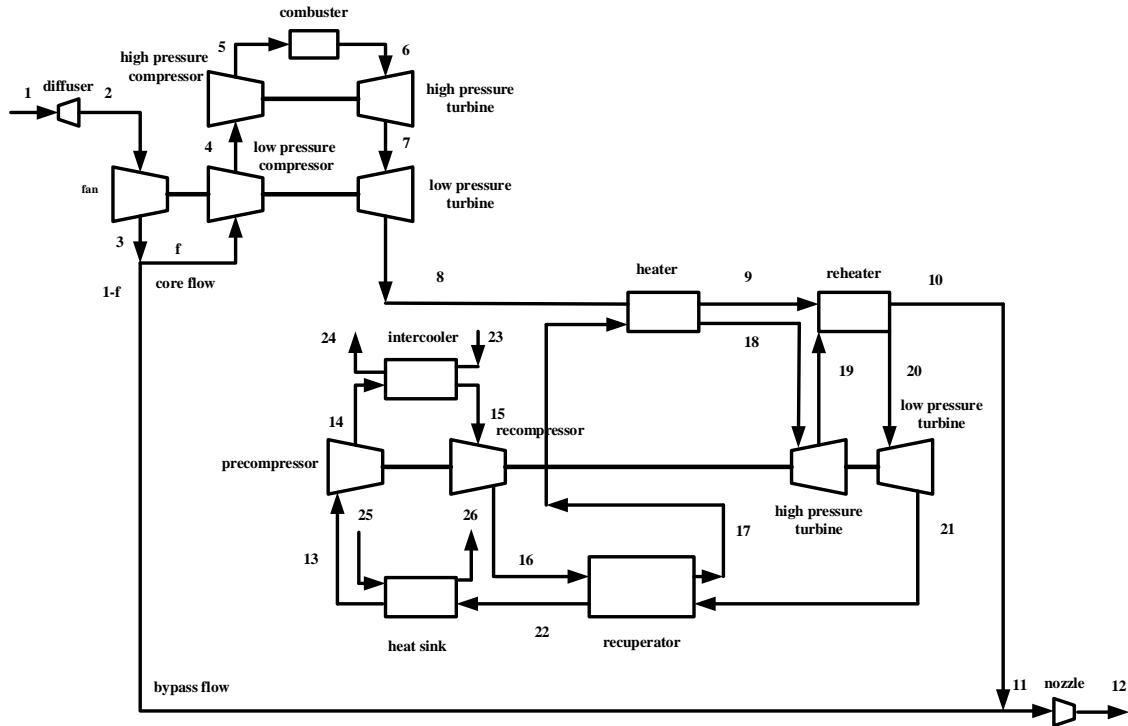 combuster
5
6
high pressure
compressor
diffuser
1
2
high pressure
turbine
4
low pressure
compressor
7
fan
low pressure
turbine
3
f
core flow
1-f
8
heater
9
reheater
10
24
intercooler
23
18
19
20
14
15
recompressor
low pressure
turbine
precompressor
25
26
high pressure
turbine
21
13
16
17
22
heat sink
recuperator
bypass flow
11
nozzle
12